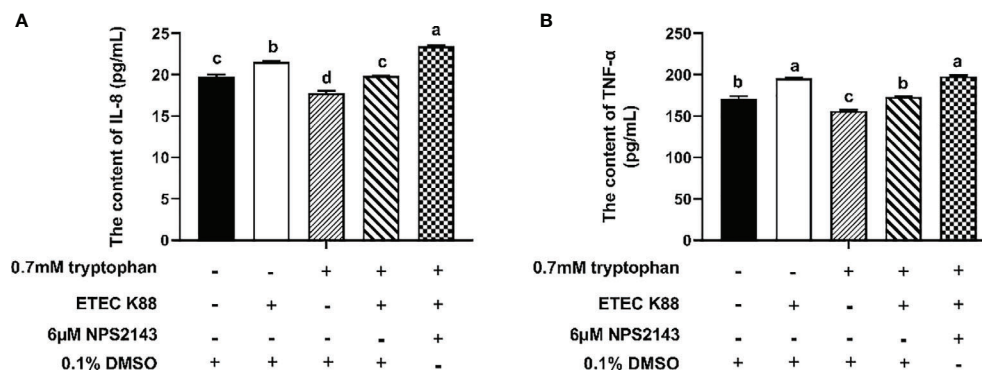 A
The content of IL-8 (pg/mL)
25
20
15
10
5
0
c
b
d
c
a
0.7mM tryptophan - - + + +
ETEC K88 - + - + +
6μM NPS2143 - - - - +
0.1% DMSO + + + + -
B
The content of TNF-α
(pg/mL)
250
200
150
100
50
0
b
a
c
b
a
0.7mM tryptophan - - + + +
ETEC K88 - + - + +
6μM NPS2143 - - - - +
0.1% DMSO + + + + -